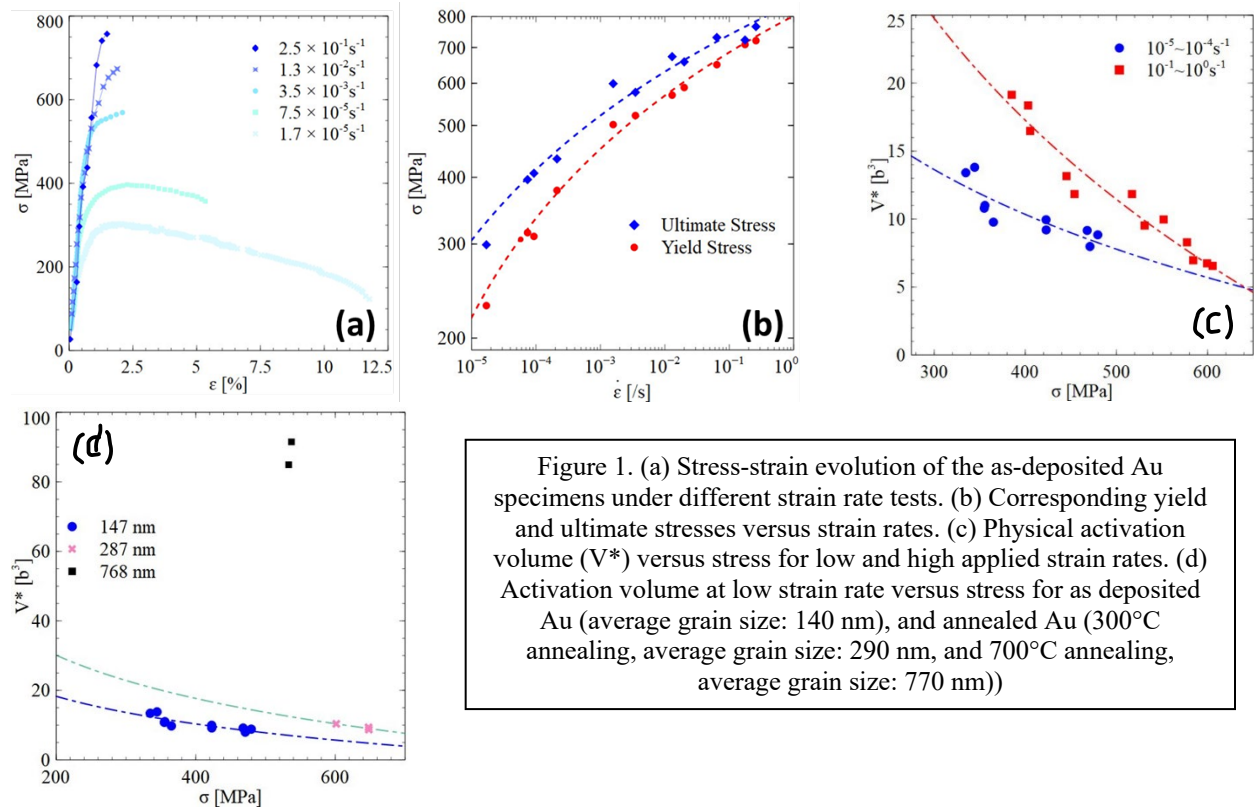 800
600
400
200
0
σ [MPa]
2.5 × 10⁻¹s⁻¹
1.3 × 10⁻²s⁻¹
3.5 × 10⁻³s⁻¹
7.5 × 10⁻⁵s⁻¹
1.7 × 10⁻⁵s⁻¹
(a)
0 2.5 5 7.5 10 12.5
ε [%]
800
700
600
500
400
300
200
σ [MPa]
Ultimate Stress
Yield Stress
(b)
10⁻⁵ 10⁻⁴ 10⁻³ 10⁻² 10⁻¹ 10⁰
ε̇ [/s]
25
20
15
10
5
0
V* [b³]
10⁻⁵~10⁻⁴s⁻¹
10⁻¹~10⁰s⁻¹
(c)
300 400 500 600
σ [MPa]
100
80
60
40
20
0
V* [b³]
(d)
147 nm
287 nm
768 nm
200 400 600
σ [MPa]
Figure 1. (a) Stress-strain evolution of the as-deposited Au
specimens under different strain rate tests. (b) Corresponding yield
and ultimate stresses versus strain rates. (c) Physical activation
volume (V*) versus stress for low and high applied strain rates. (d)
Activation volume at low strain rate versus stress for as deposited
Au (average grain size: 140 nm), and annealed Au (300°C
annealing, average grain size: 290 nm, and 700°C annealing,
average grain size: 770 nm))